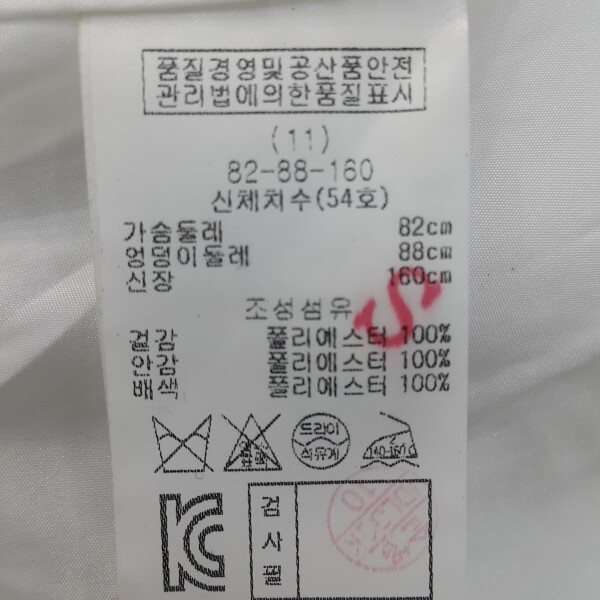 품질경영및공산품안전
관리법에의한품질표시
(11)
82-88-160
신체치수(54호)
가슴둘레 82cm
엉덩이둘레 88cm
신장 160cm
조성섬유
겉감 폴리에스터 100%
안감 폴리에스터 100%
배색 폴리에스터 100%
표백
드라이
석유계
2
140-160℃
KC
검사필